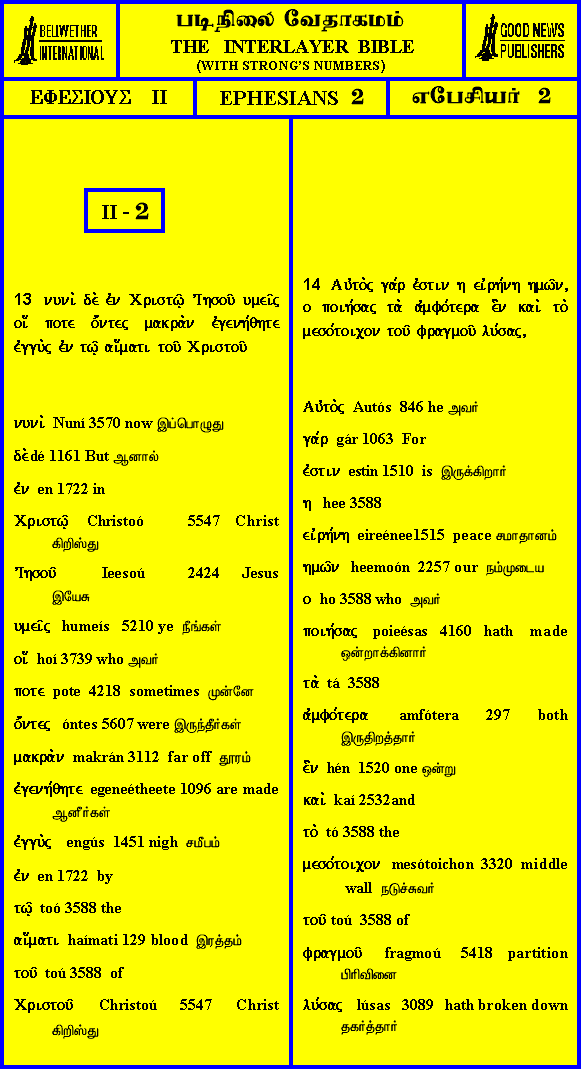 BELLWETHER
INTERNATIONAL
படிநிலை வேதாகமம்
THE INTERLAYER BIBLE
(WITH STRONG'S NUMBERS)
GOOD NEWS
PUBLISHERS
ΕΦΕΣΙΟΥΣ II
EPHESIANS 2
எபேசியர் 2
II - 2
13 νυνὶ δὲ ἐν Χριστῷ Ἰησοῦ υμεῖς
οἵ ποτε ὄντες μακρὰν ἐγενήθητε
ἐγγὺς ἐν τῷ αἵματι τοῦ Χριστοῦ
νυνὶ Nuní 3570 now இப்பொழுது
δὲ dé 1161 But ஆனால்
ἐν en 1722 in
Χριστῷ Christoó 5547 Christ
கிறிஸ்து
Ἰησοῦ Ieesoú 2424 Jesus
இயேசு
υμεῖς humeís 5210 ye நீங்கள்
οἵ hoí 3739 who அவர்
ποτε pote 4218 sometimes முன்னே
ὄντες óntes 5607 were இருந்தீர்கள்
μακρὰν makrán 3112 far off தூரம்
ἐγενήθητε egeneétheete 1096 are made
ஆனீர்கள்
ἐγγὺς engús 1451 nigh சமீபம்
ἐν en 1722 by
τῷ toó 3588 the
αἵματι haímati 129 blood இரத்தம்
τοῦ toú 3588 of
Χριστοῦ Christoú 5547 Christ
கிறிஸ்து
14 Αὐτὸς γάρ ἐστιν η εἰρήνη ημῶν,
ο ποιήσας τὰ ἀμφότερα ἓν καὶ τὸ
μεσότοιχον τοῦ φραγμοῦ λύσας,
Αὐτὸς Autós 846 he அவர்
γάρ gár 1063 For
ἐστιν estin 1510 is இருக்கிறார்
η hee 3588
εἰρήνη eireénee1515 peace சமாதானம்
ημῶν heemoón 2257 our நம்முடைய
ο ho 3588 who அவர்
ποιήσας poieésas 4160 hath made
ஒன்றாக்கினார்
τὰ tá 3588
ἀμφότερα amfótera 297 both
இருதிறத்தார்
ἓν hén 1520 one ஒன்று
καὶ kaí 2532and
τὸ tó 3588 the
μεσότοιχον mesótoichon 3320 middle
wall நடுச்சுவர்
τοῦ toú 3588 of
φραγμοῦ fragmoú 5418 partition
பிரிவினை
λύσας lúsas 3089 hath broken down
தகர்த்தார்